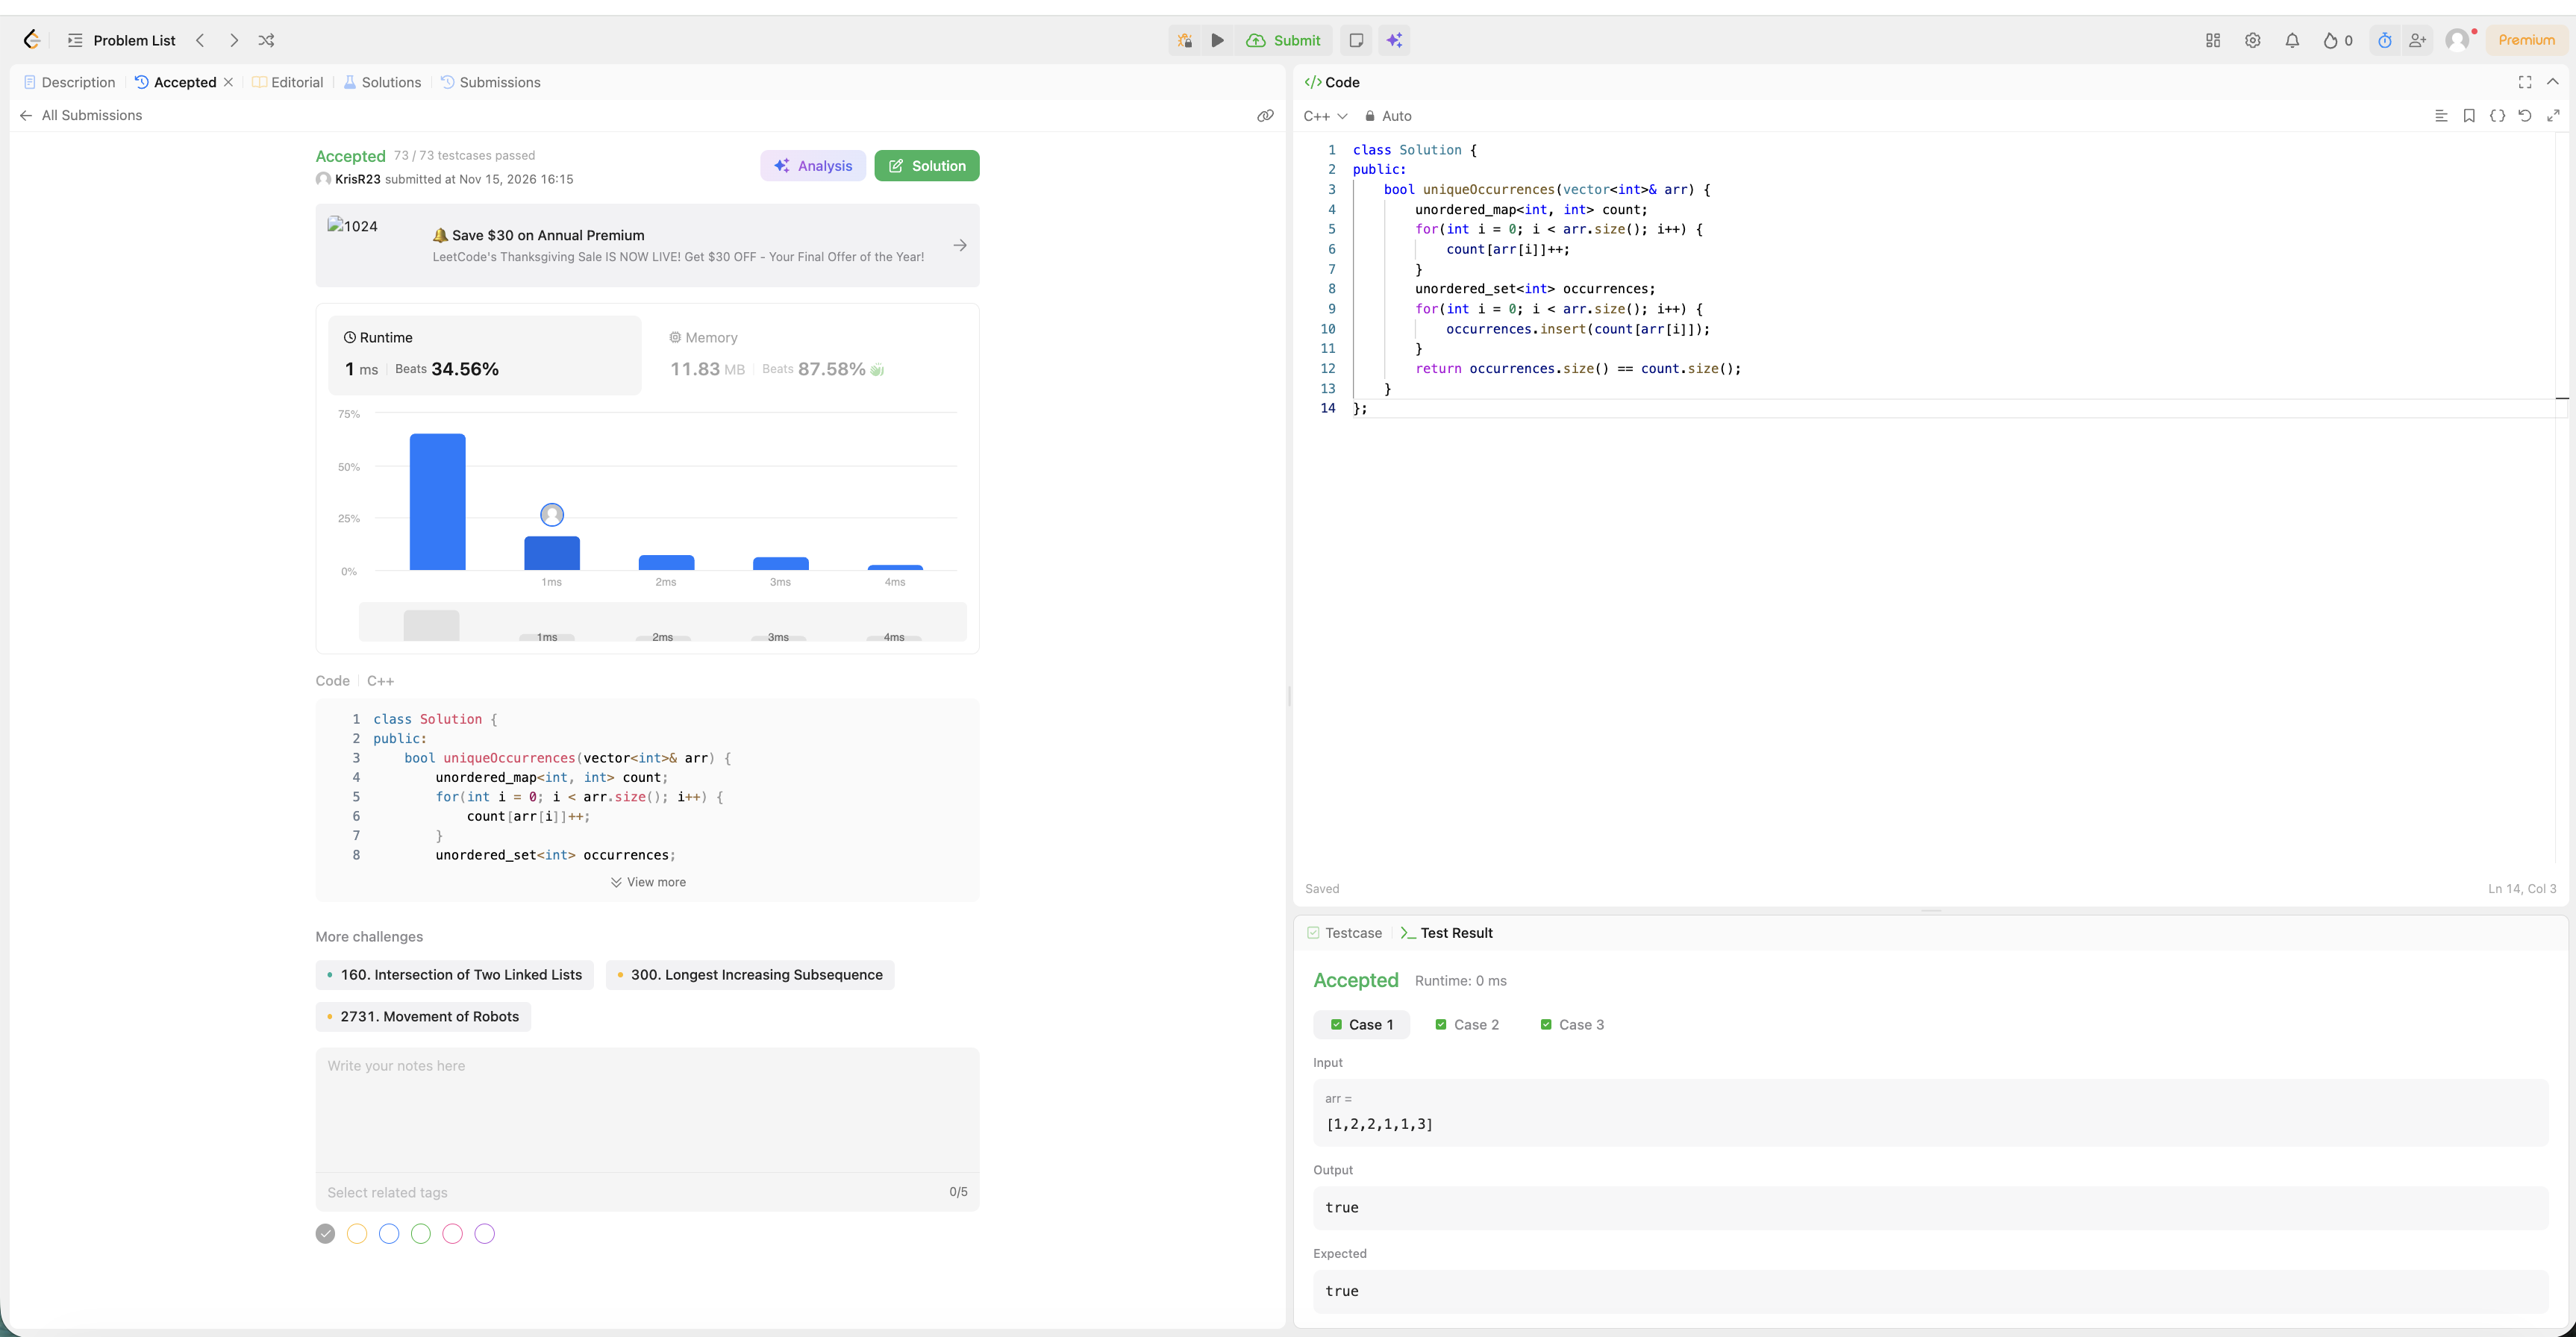 Problem List
Submit
0
Premium
Description
Accepted
Editorial
Solutions
Submissions
All Submissions
Accepted 73 / 73 testcases passed
KrisR23 submitted at Nov 15, 2026 16:15
Analysis
Solution
1024
Save $30 on Annual Premium
LeetCode's Thanksgiving Sale IS NOW LIVE! Get $30 OFF - Your Final Offer of the Year!
Runtime
1 ms Beats 34.56%
Memory
11.83 MB Beats 87.58%
75%
50%
25%
0%
1ms 2ms 3ms 4ms
1ms 2ms 3ms 4ms
Code C++
1 class Solution {
2 public:
3     bool uniqueOccurrences(vector<int>& arr) {
4         unordered_map<int, int> count;
5         for(int i = 0; i < arr.size(); i++) {
6             count[arr[i]]++;
7         }
8         unordered_set<int> occurrences;
View more
More challenges
160. Intersection of Two Linked Lists
300. Longest Increasing Subsequence
2731. Movement of Robots
Write your notes here
Select related tags
0/5
</> Code
C++ Auto
1 class Solution {
2 public:
3     bool uniqueOccurrences(vector<int>& arr) {
4         unordered_map<int, int> count;
5         for(int i = 0; i < arr.size(); i++) {
6             count[arr[i]]++;
7         }
8         unordered_set<int> occurrences;
9         for(int i = 0; i < arr.size(); i++) {
10             occurrences.insert(count[arr[i]]);
11         }
12         return occurrences.size() == count.size();
13     }
14 };
Saved
Ln 14, Col 3
Testcase
Test Result
Accepted Runtime: 0 ms
Case 1
Case 2
Case 3
Input
arr =
[1,2,2,1,1,3]
Output
true
Expected
true